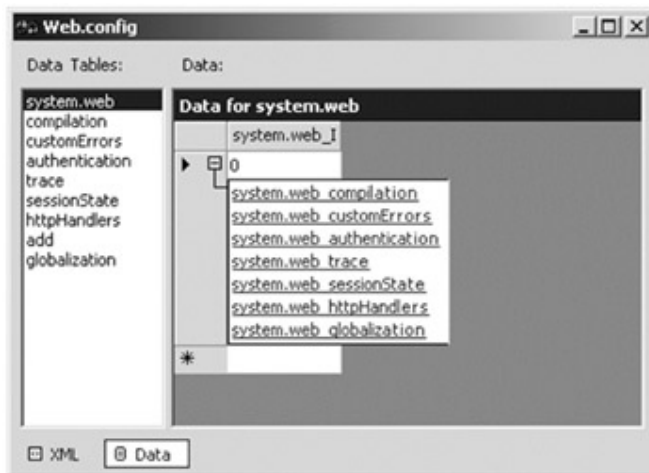 Web.config
Data Tables:
Data:
system.web
compilation
customErrors
authentication
trace
sessionState
httpHandlers
add
globalization
Data for system.web
system.web_I
0
system.web_compilation
system.web_customErrors
system.web_authentication
system.web_trace
system.web_sessionState
system.web_httpHandlers
system.web_globalization
XML
Data